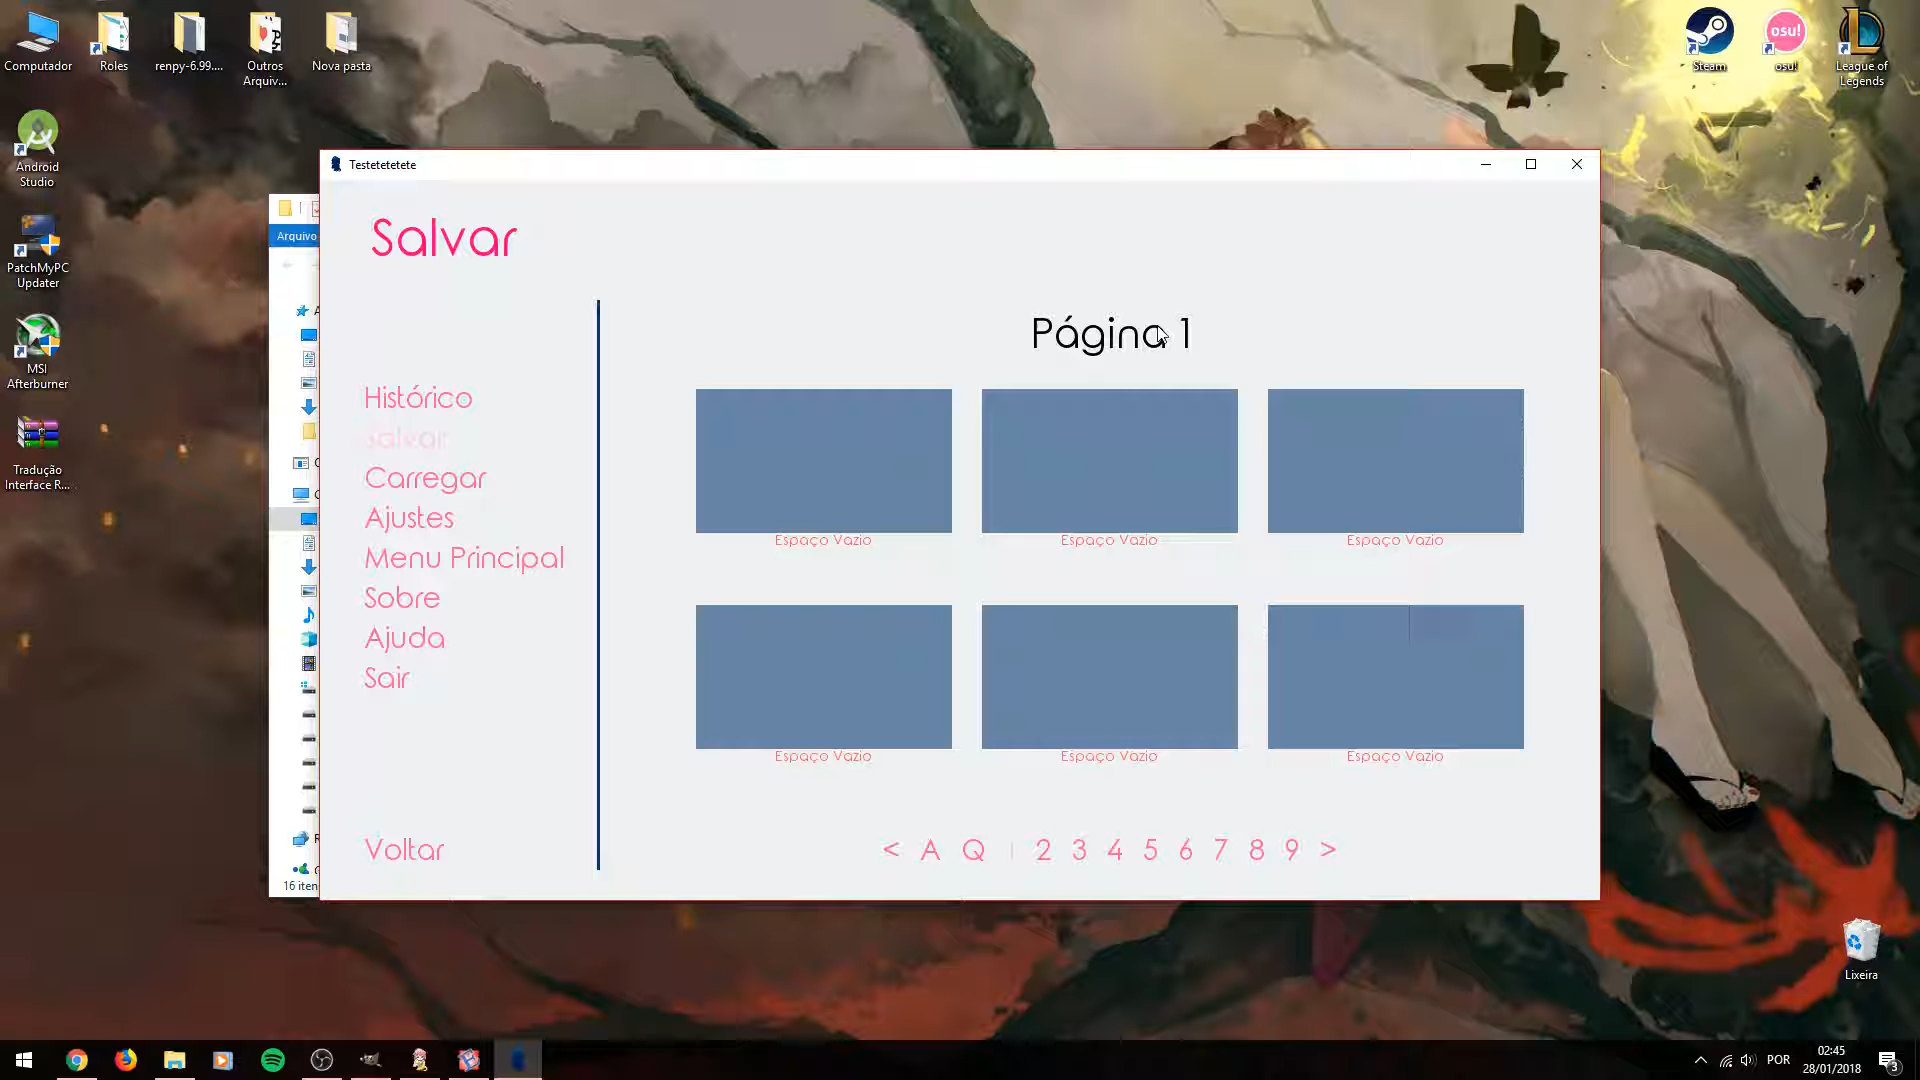 Computador
Roles
renpy-6.99....
Outros
Arquiv...
Nova pasta
Steam
osu!
osu!
League of
Legends
Android
Studio
PatchMyPC
Updater
MSI
Afterburner
Tradução
Interface R...
Testetetetete
Arquivo
Salvar
Página 1
Histórico
Salvar
Carregar
Ajustes
Menu Principal
Sobre
Ajuda
Sair
Voltar
Espaço Vazio
Espaço Vazio
Espaço Vazio
Espaço Vazio
Espaço Vazio
Espaço Vazio
< A Q 1 2 3 4 5 6 7 8 9 >
16 iten
Lixeira
POR
02:45
28/01/2018
3